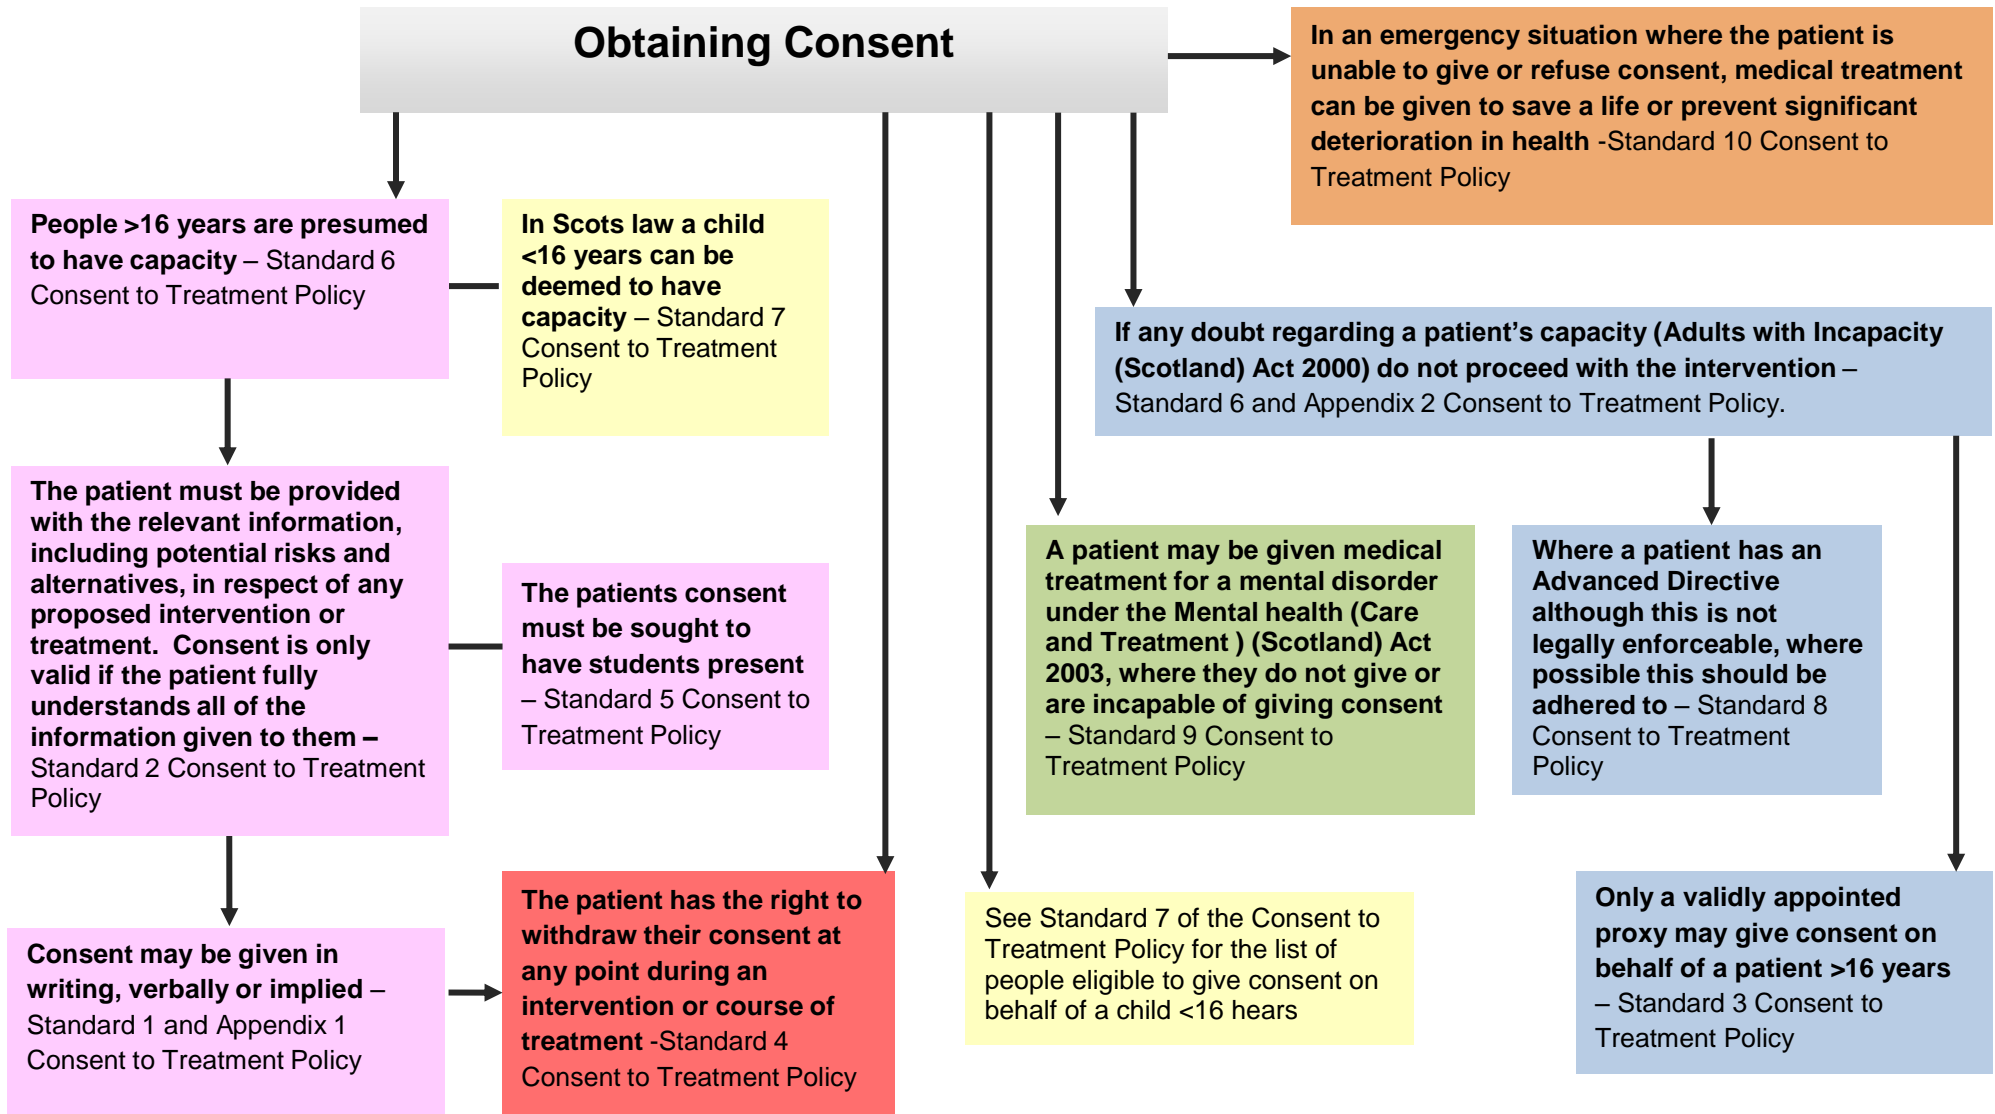 Obtaining Consent
In an emergency situation where the patient is
unable to give or refuse consent, medical treatment
can be given to save a life or prevent significant
deterioration in health -Standard 10 Consent to
Treatment Policy
People >16 years are presumed
to have capacity – Standard 6
Consent to Treatment Policy
In Scots law a child
<16 years can be
deemed to have
capacity – Standard 7
Consent to Treatment
Policy
If any doubt regarding a patient’s capacity (Adults with Incapacity
(Scotland) Act 2000) do not proceed with the intervention –
Standard 6 and Appendix 2 Consent to Treatment Policy.
The patient must be provided
with the relevant information,
including potential risks and
alternatives, in respect of any
proposed intervention or
treatment.  Consent is only
valid if the patient fully
understands all of the
information given to them –
Standard 2 Consent to Treatment
Policy
The patients consent
must be sought to
have students present
– Standard 5 Consent to
Treatment Policy
A patient may be given medical
treatment for a mental disorder
under the Mental health (Care
and Treatment ) (Scotland) Act
2003, where they do not give or
are incapable of giving consent
– Standard 9 Consent to
Treatment Policy
Where a patient has an
Advanced Directive
although this is not
legally enforceable, where
possible this should be
adhered to – Standard 8
Consent to Treatment
Policy
Consent may be given in
writing, verbally or implied –
Standard 1 and Appendix 1
Consent to Treatment Policy
The patient has the right to
withdraw their consent at
any point during an
intervention or course of
treatment -Standard 4
Consent to Treatment Policy
See Standard 7 of the Consent to
Treatment Policy for the list of
people eligible to give consent on
behalf of a child <16 hears
Only a validly appointed
proxy may give consent on
behalf of a patient >16 years
– Standard 3 Consent to
Treatment Policy